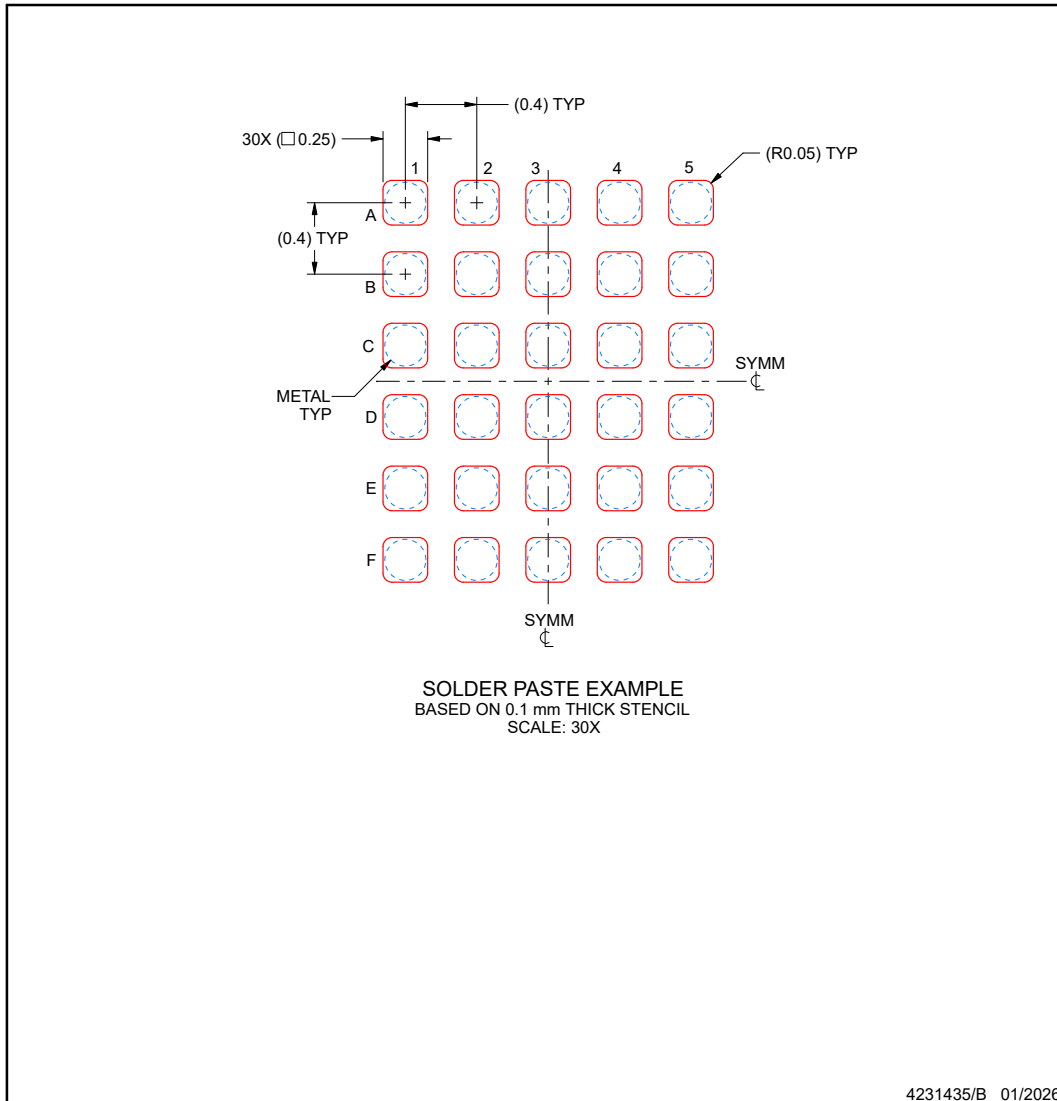 (0.4) TYP
30X (□0.25)
(R0.05) TYP
1 2 3 4 5
A
(0.4) TYP
B
C
SYMM
℄
METAL
TYP
D
E
F
SYMM
℄
SOLDER PASTE EXAMPLE
BASED ON 0.1 mm THICK STENCIL
SCALE: 30X
4231435/B 01/2026